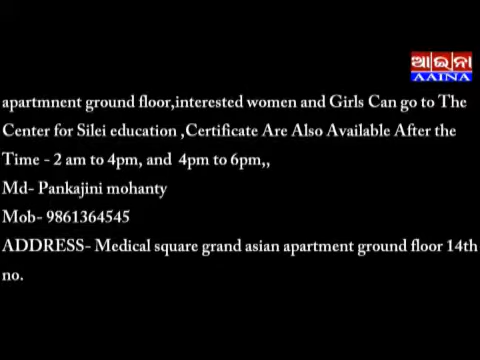 ଆଇନା
AAINA
apartmnent ground floor,interested women and Girls Can go to The
Center for Silei education ,Certificate Are Also Available After the
Time - 2 am to 4pm, and 4pm to 6pm,,
Md- Pankajini mohanty
Mob- 9861364545
ADDRESS- Medical square grand asian apartment ground floor 14th
no.